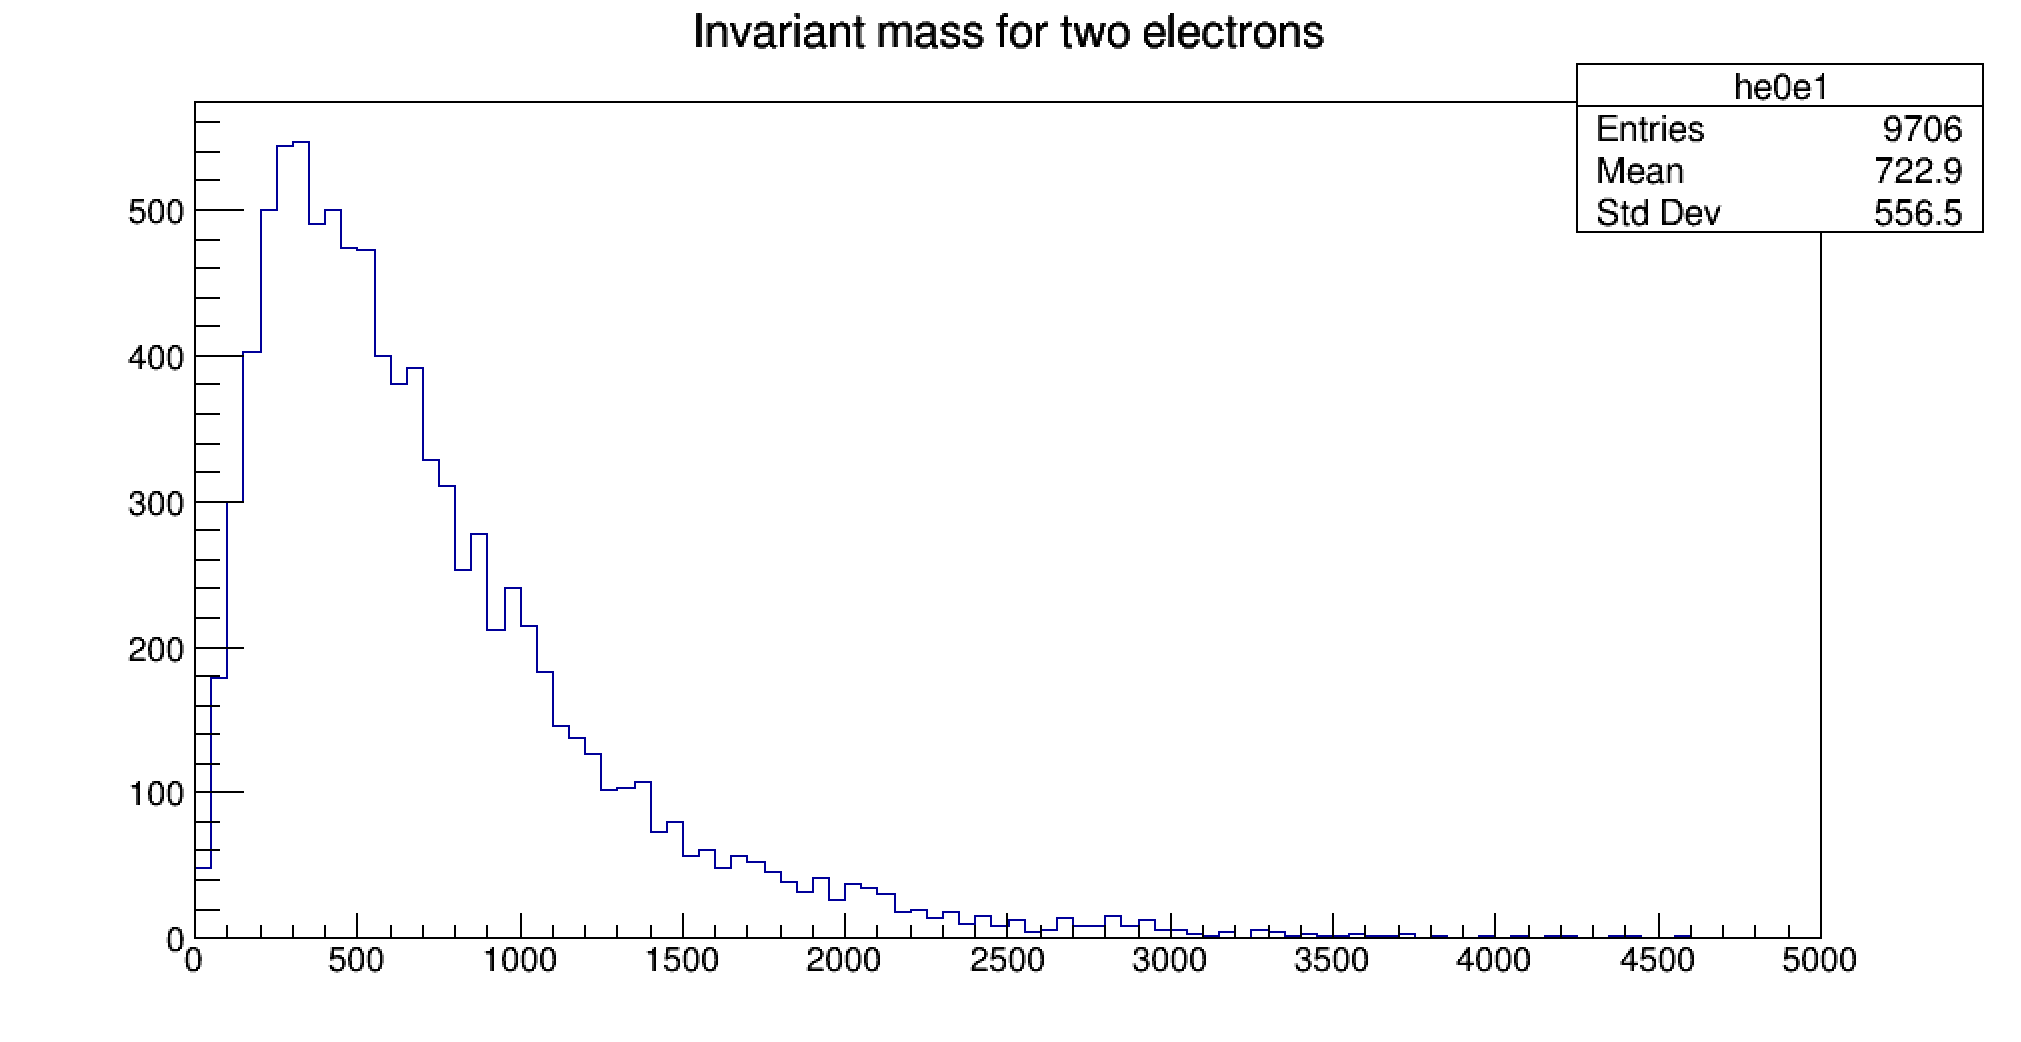 Invariant mass for two electrons
he0e1
Entries 9706
Mean 722.9
Std Dev 556.5
500
400
300
200
100
0
0 500 1000 1500 2000 2500 3000 3500 4000 4500 5000